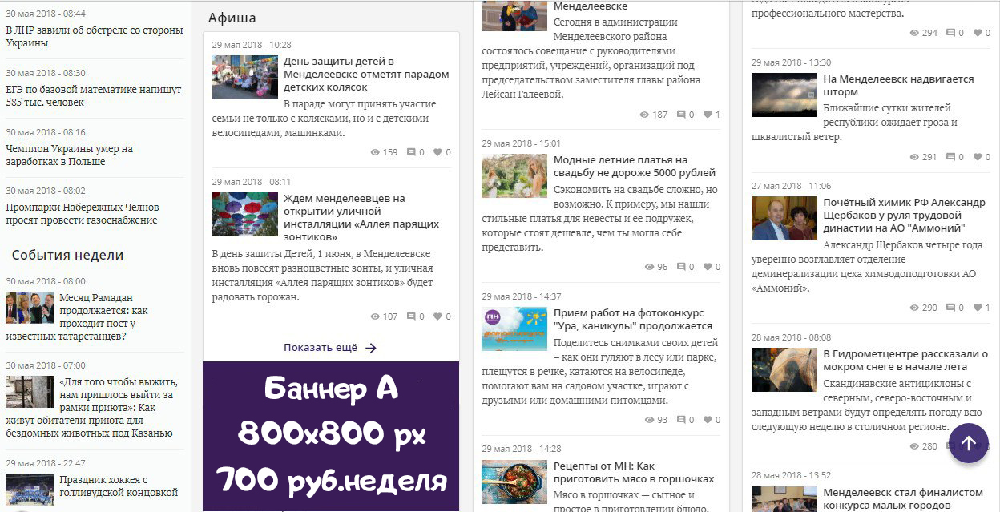 30 мая 2018 - 08:44
В ЛНР завили об обстреле со стороны
Украины
30 мая 2018 - 08:30
ЕГЭ по базовой математике напишут
585 тыс. человек
30 мая 2018 - 08:16
Чемпион Украины умер на
заработках в Польше
30 мая 2018 - 08:02
Промпарки Набережных Челнов
просят провести газоснабжение
События недели
30 мая 2018 - 08:00
Месяц Рамадан
продолжается: как
проходит пост у
известных татарстанцев?
30 мая 2018 - 07:00
«Для того чтобы выжить,
нам пришлось выйти за
рамки приюта»: Как
живут обитатели приюта для
бездомных животных под Казанью
29 мая 2018 - 22:47
Праздник хоккея с
голливудской концовкой
Афиша
29 мая 2018 - 10:28
День защиты детей в
Менделеевске отметят парадом
детских колясок
В параде могут принять участие
семьи не только с колясками, но и с детскими
велосипедами, машинками.
159 0 0
29 мая 2018 - 08:11
Ждем менделеевцев на
открытии уличной
инсталляции «Аллея парящих
зонтиков»
В день зашиты Детей, 1 июня, в Менделеевске
вновь повесят разноцветные зонты, и уличная
инсталляция «Аллея парящих зонтиков» будет
радовать горожан.
107 0 0
Показать ещё
Баннер А
800x800 px
700 руб.неделя
Менделеевске
Сегодня в администрации
Менделеевского района
состоялось совещание с руководителями
предприятий, учреждений, организаций под
председательством заместителя главы района
Лейсан Галеевой.
187 0 1
29 мая 2018 - 15:01
Модные летние платья на
свадьбу не дороже 5000 рублей
Сэкономить на свадьбе сложно, но
возможно. К примеру, мы нашли
стильные платья для невесты и ее подружек,
которые стоят дешевле, чем ты могла себе
представить.
96 0 0
29 мая 2018 - 14:37
МН
Прием работ на фотоконкурс
"Ура, каникулы" продолжается
Поделитесь снимками своих детей
– как они гуляют в лесу или парке,
плещутся в речке, катаются на велосипеде,
помогают вам на садовом участке, играют с
друзьями или домашними питомцами.
93 0 0
29 мая 2018 - 14:28
Рецепты от МН: Как
приготовить мясо в горшочках
Мясо в горшочках — сытное и
простое в приготовлении блюдо.
года счет победителей конкурсов
профессионального мастерства.
294 0 0
29 мая 2018 - 13:30
На Менделеевск надвигается
шторм
Ближайшие сутки жителей
республики ожидает гроза и
шквалистый ветер.
291 0 0
27 мая 2018 - 11:06
Почётный химик РФ Александр
Щербаков у руля трудовой
династии на АО "Аммоний"
Александр Щербаков четыре года
уверенно возглавляет отделение
деминерализации цеха химводоподготовки АО
«Аммоний».
290 0 1
28 мая 2018 - 08:08
В Гидрометцентре рассказали о
мокром снеге в начале лета
Скандинавские антициклоны с
северным, северо-восточным и
западным ветрами будут определять погоду всю
следующую неделю в столичном регионе.
280
28 мая 2018 - 13:52
Менделеевск стал финалистом
конкурса малых городов